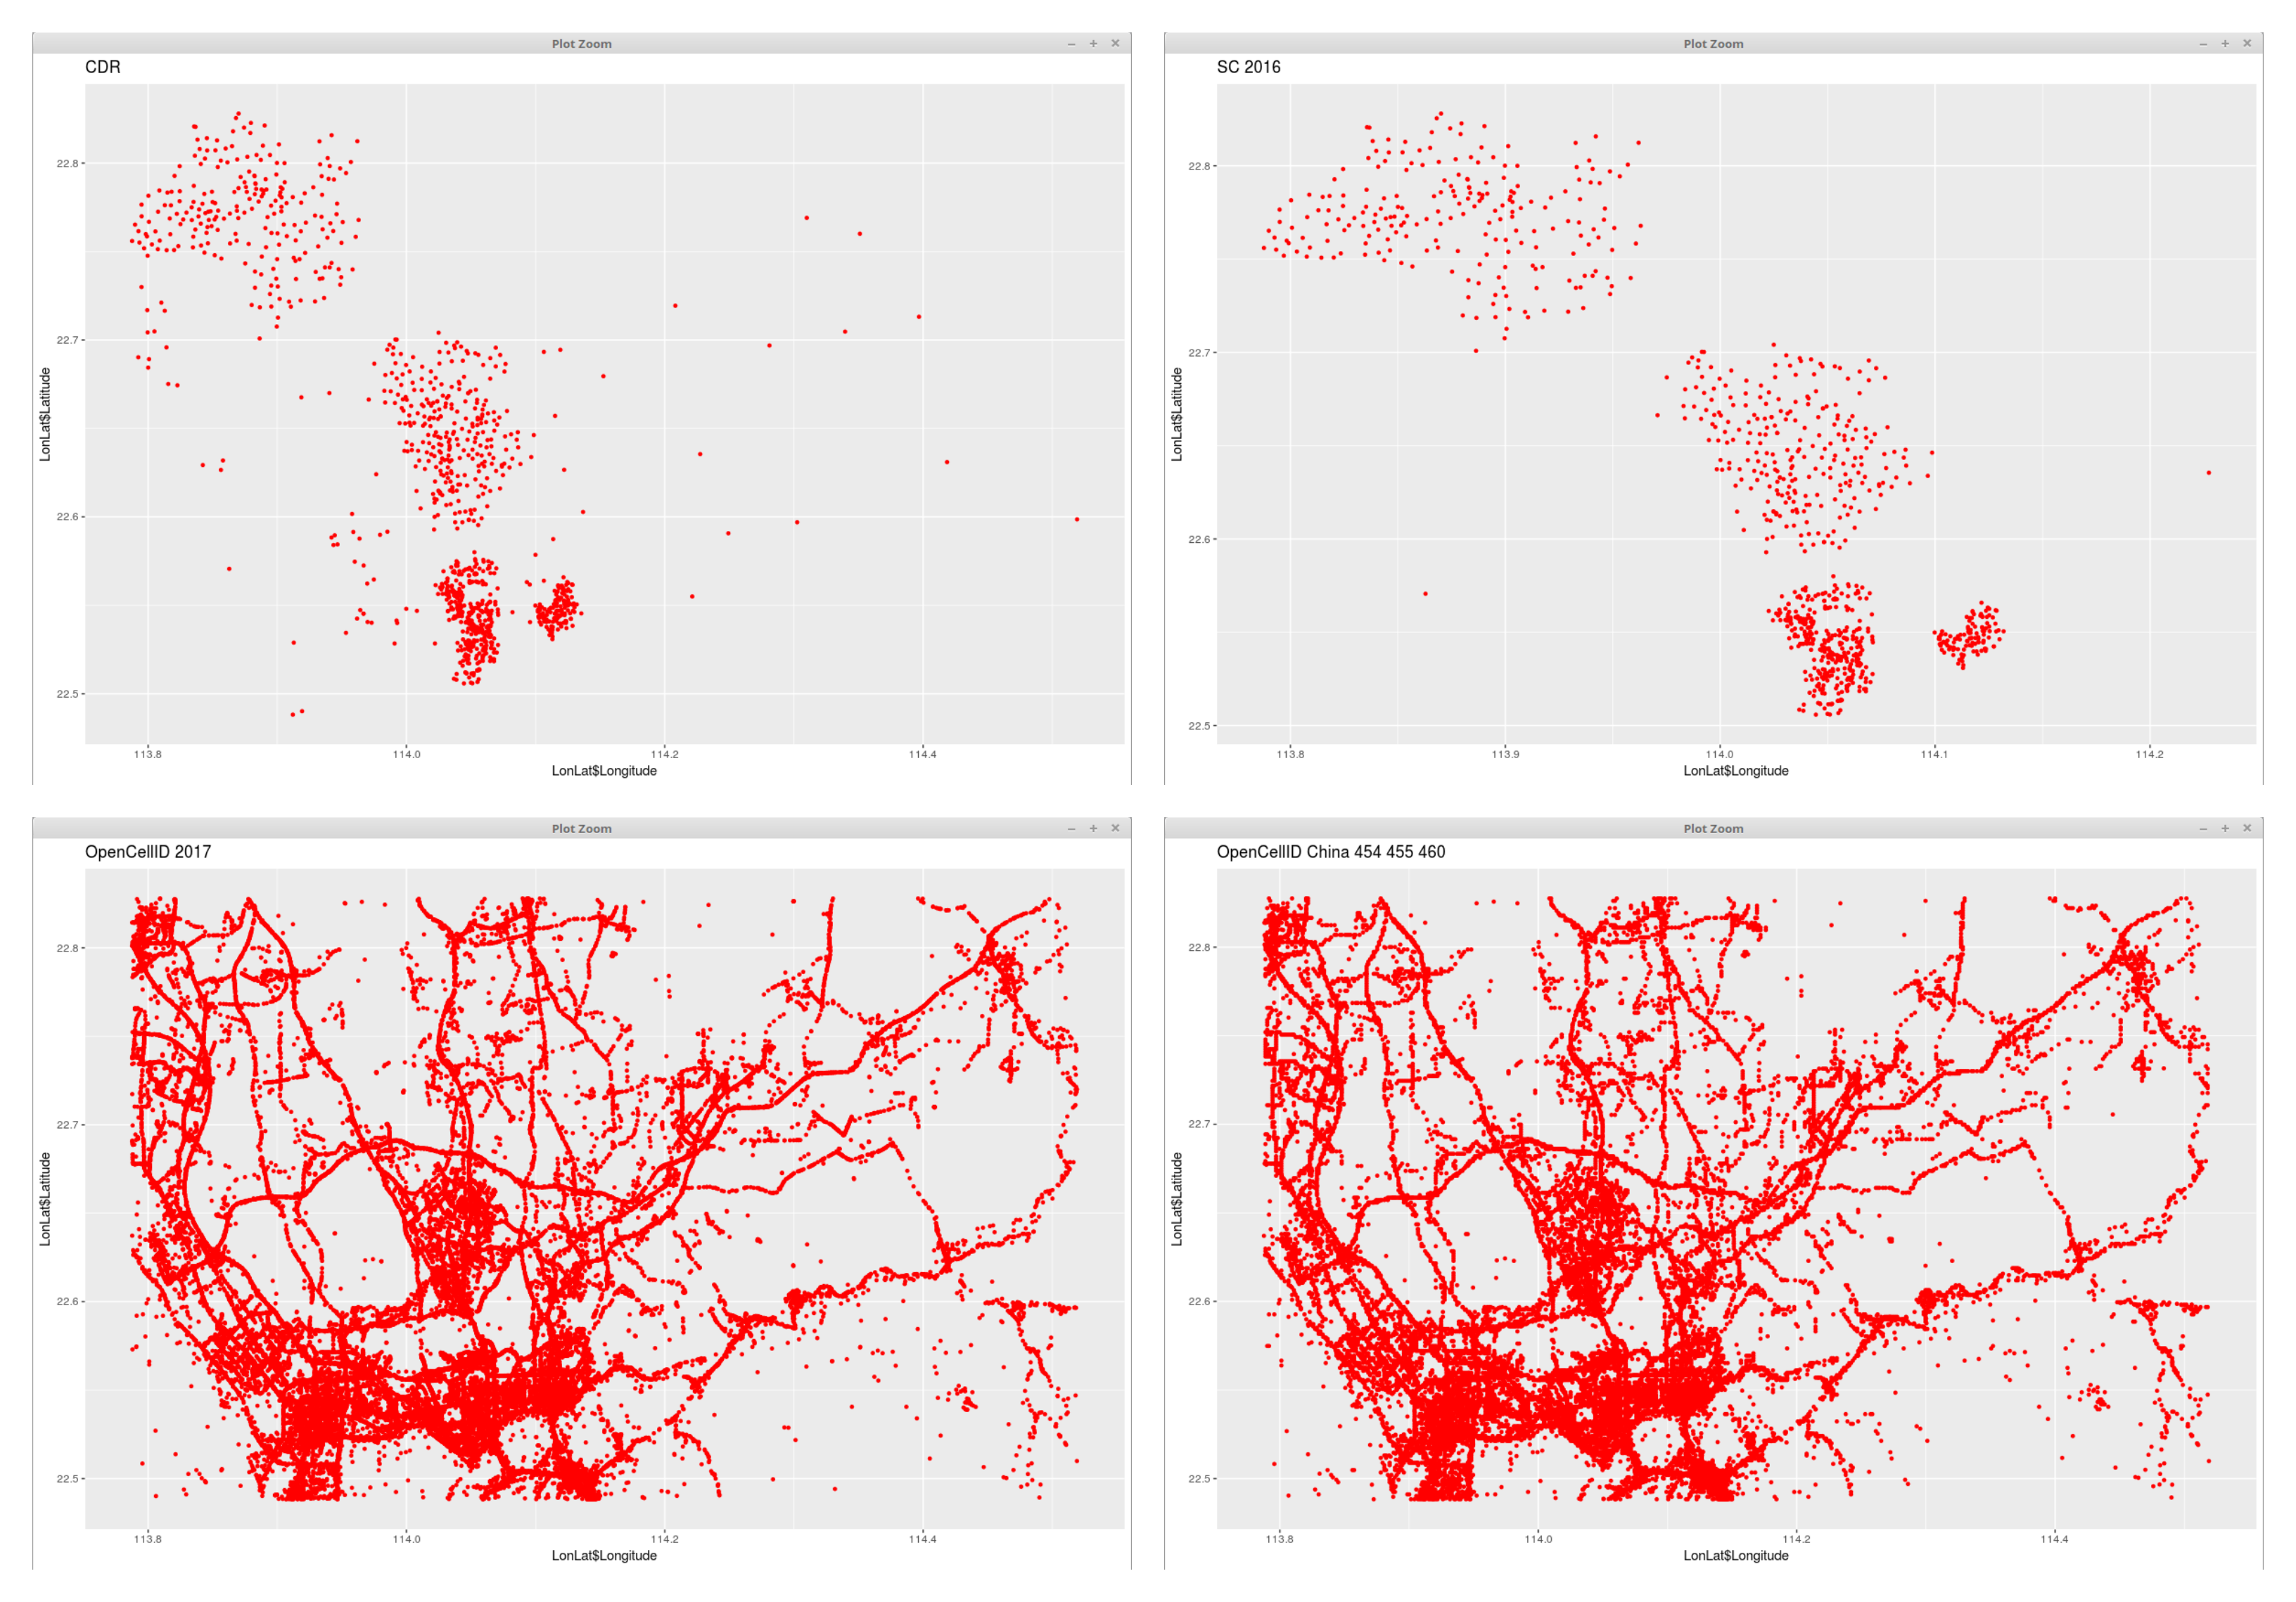 Plot Zoom
CDR
22.8
22.7
22.6
22.5
LonLat$Latitude
113.8 114.0 114.2 114.4
LonLat$Longitude
Plot Zoom
SC 2016
22.8
22.7
22.6
22.5
LonLat$Latitude
113.8 113.9 114.0 114.1 114.2
LonLat$Longitude
Plot Zoom
OpenCellID 2017
22.8
22.7
22.6
22.5
LonLat$Latitude
113.8 114.0 114.2 114.4
LonLat$Longitude
Plot Zoom
OpenCellID China 454 455 460
22.8
22.7
22.6
22.5
LonLat$Latitude
113.8 114.0 114.2 114.4
LonLat$Longitude